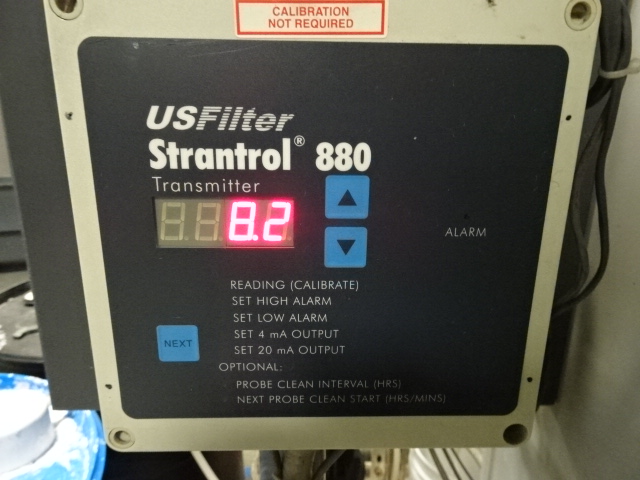 CALIBRATION
NOT REQUIRED
USFilter
Strantrol® 880
Transmitter
8.2
ALARM
READING (CALIBRATE)
SET HIGH ALARM
SET LOW ALARM
SET 4 mA OUTPUT
NEXT
SET 20 mA OUTPUT
OPTIONAL:
PROBE CLEAN INTERVAL (HRS)
NEXT PROBE CLEAN START (HRS/MINS)